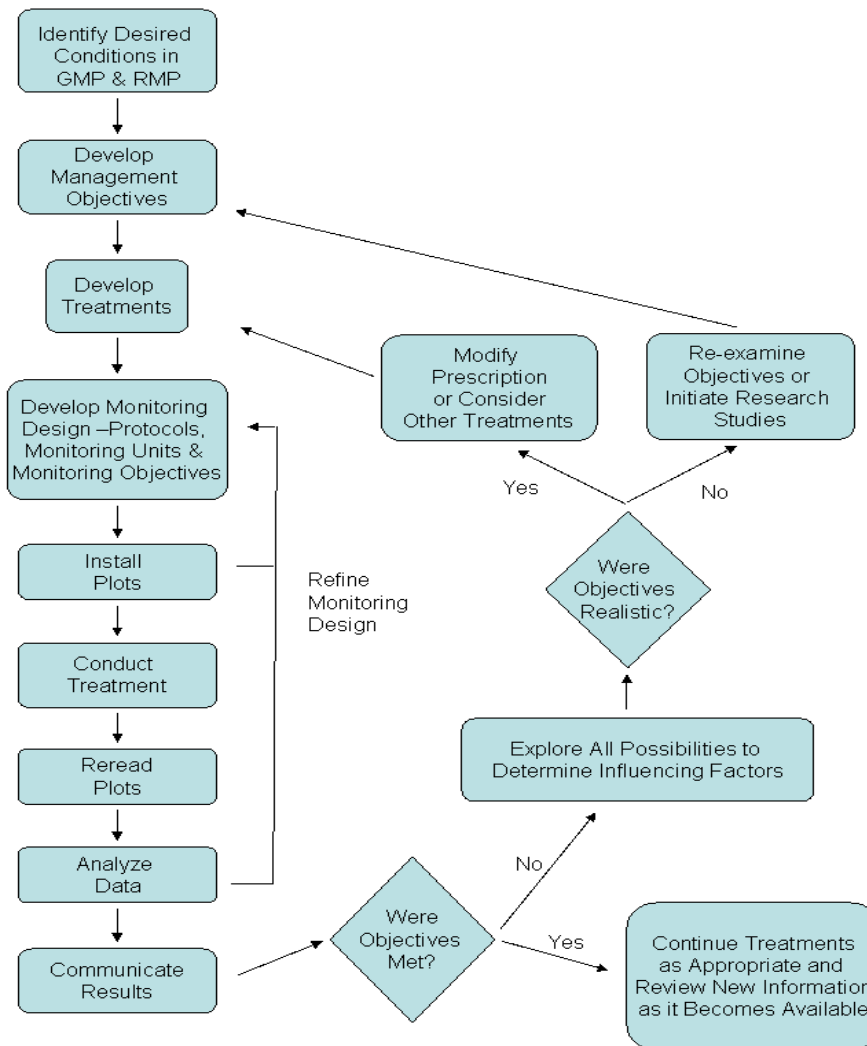 Identify Desired
Conditions in
GMP & RMP
Develop
Management
Objectives
Develop
Treatments
Develop Monitoring
Design –Protocols,
Monitoring Units &
Monitoring Objectives
Install
Plots
Conduct
Treatment
Reread
Plots
Analyze
Data
Communicate
Results
Refine
Monitoring
Design
Were
Objectives
Met?
No
Yes
Continue Treatments
as Appropriate and
Review New Information
as it Becomes Available
Explore All Possibilities to
Determine Influencing Factors
Were
Objectives
Realistic?
Yes
No
Modify
Prescription
or Consider
Other Treatments
Re-examine
Objectives or
Initiate Research
Studies